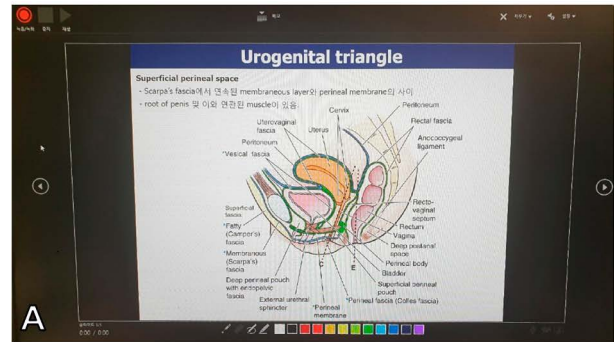 Urogenital triangle
Superficial perineal space
- Scarpa's fascia에서 연속된 membraneous layer와 perineal membrane의 사이
- root of penis 및 이와 연관된 muscle이 있음
Cervix
Peritoneum
Uterovaginal
fascia
Uterus
Rectal fascia
Peritoneum
Anococcygeal
ligament
*Vesical fascia
Superficial
fascia
*Fatty
(Camper's)
fascia
*Membranous
(Scarpa's)
fascia
Deep perineal pouch
with endopelvic
fascia
External urethral
sphincter
*Perineal
membrane
C
E
Recto-
vaginal
septum
Rectum
Vagina
Deep postanal
space
Perineal body
Bladder
Superficial perineal
pouch
*Perineal fascia (Colles fascia)
A
0:00 / 0:00